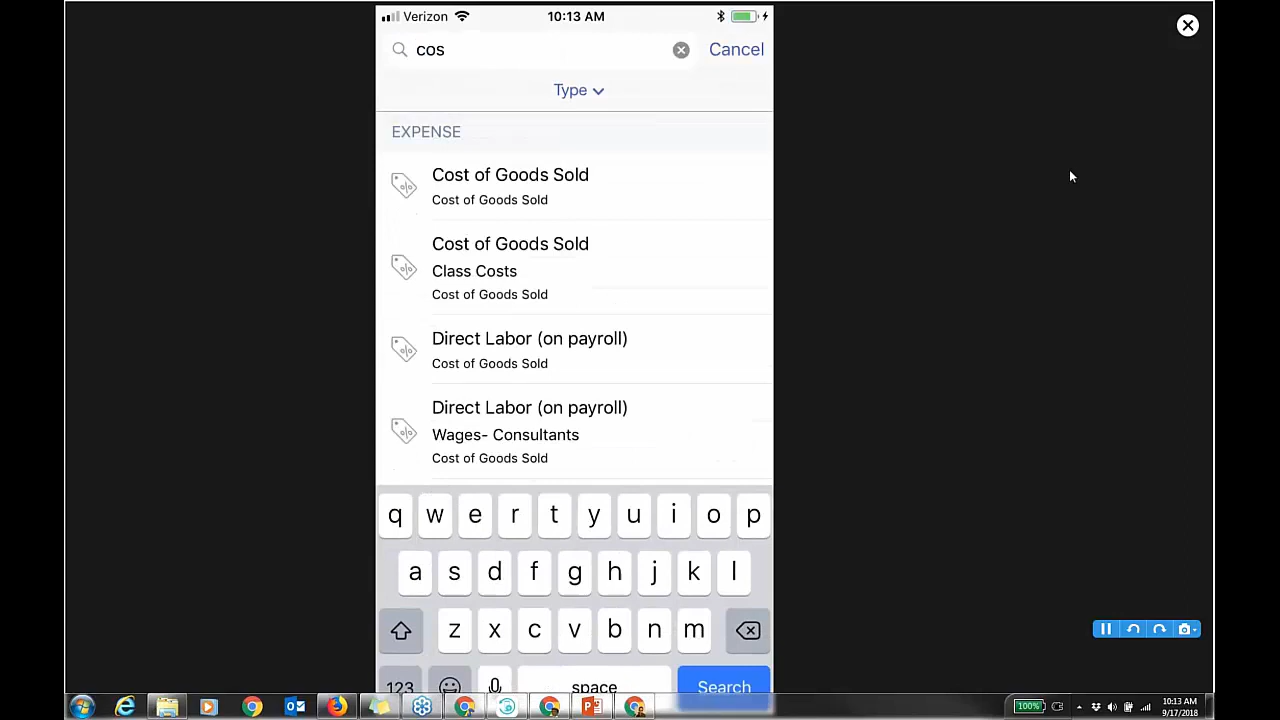 Verizon 10:13 AM
cos Cancel
Type
EXPENSE
Cost of Goods Sold
Cost of Goods Sold
Cost of Goods Sold
Class Costs
Cost of Goods Sold
Direct Labor (on payroll)
Cost of Goods Sold
Direct Labor (on payroll)
Wages- Consultants
Cost of Goods Sold
q w e r t y u i o p
a s d f g h j k l
z x c v b n m
123 space Search
100% 10:13 AM
9/17/2018